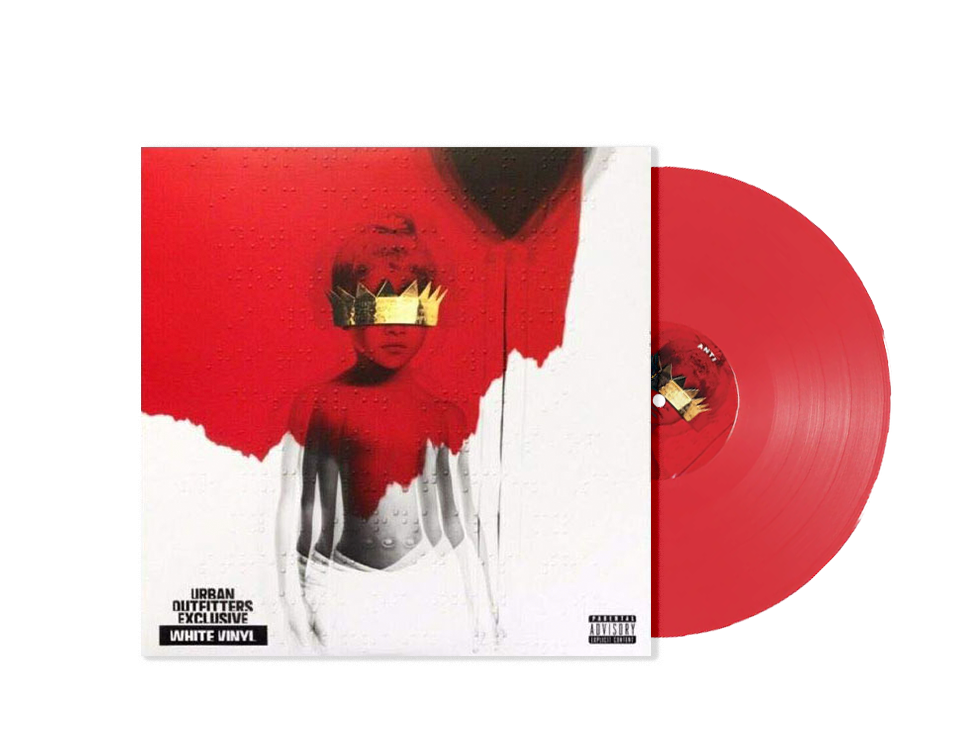 URBAN
OUTFITTERS
EXCLUSIVE
WHITE VINYL
PARENTAL
ADVISORY
EXPLICIT CONTENT
ANTI